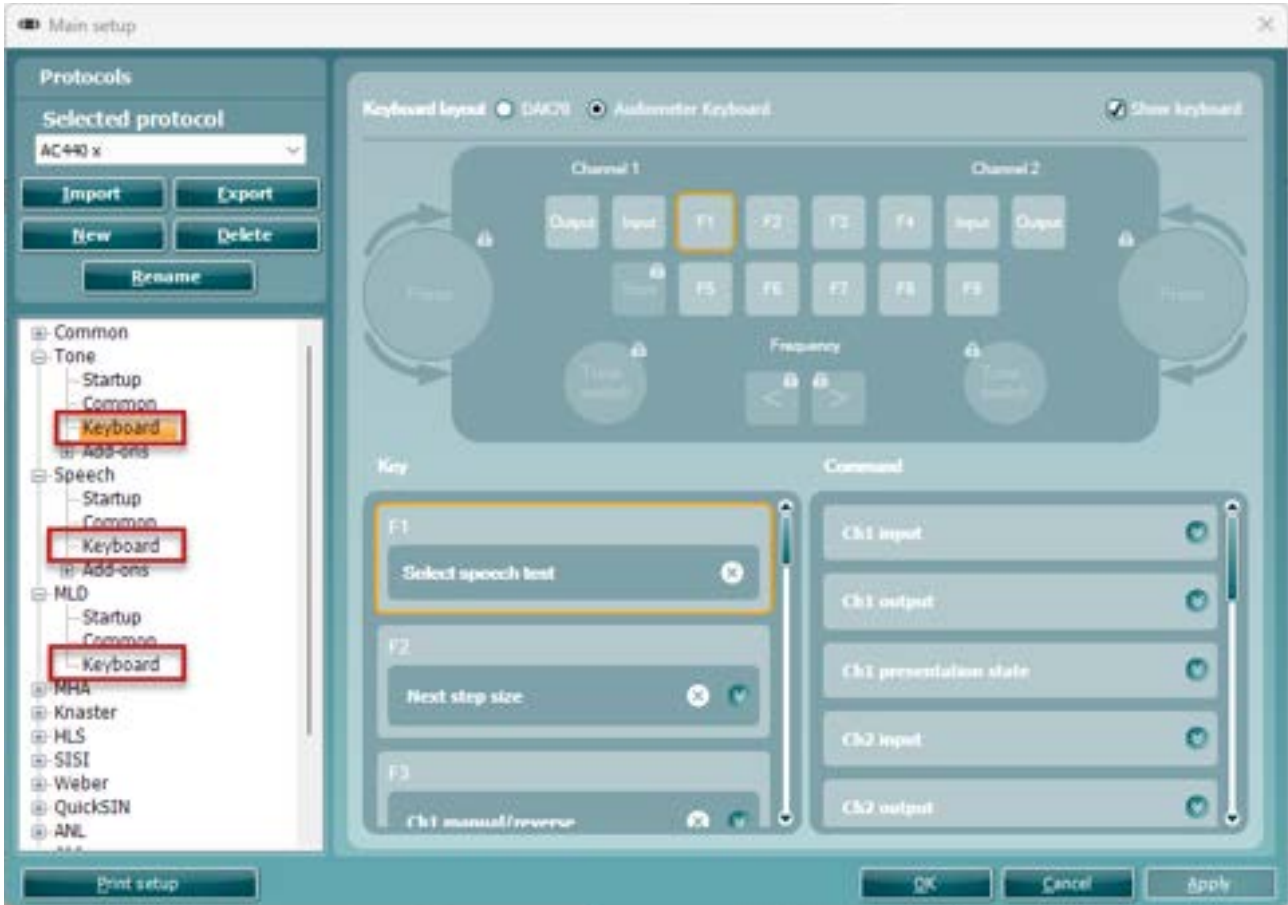 Main setup
Protocols
Selected protocol
AC440 x
Import Export
New Delete
Rename
Common
Tone
Startup
Common
Keyboard
Add-ons
Speech
Startup
Common
Keyboard
Add-ons
MLD
Startup
Common
Keyboard
MHA
Knaster
HLS
SISI
Weber
QuickSIN
ANL
Print setup
Keyboard layout DAK70 Audiometer Keyboard Show keyboard
Channel 1 Channel 2
Output Input F1 F2 F3 F4 Input Output
F5 F6 F7 F8 F9
Frequency
Tone switch Tone switch
< >
Key Command
F1
Select speech test
F2
Next step size
F3
Ch1 manual/reverse
Ch1 input
Ch1 output
Ch1 presentation state
Ch2 input
Ch2 output
OK Cancel Apply